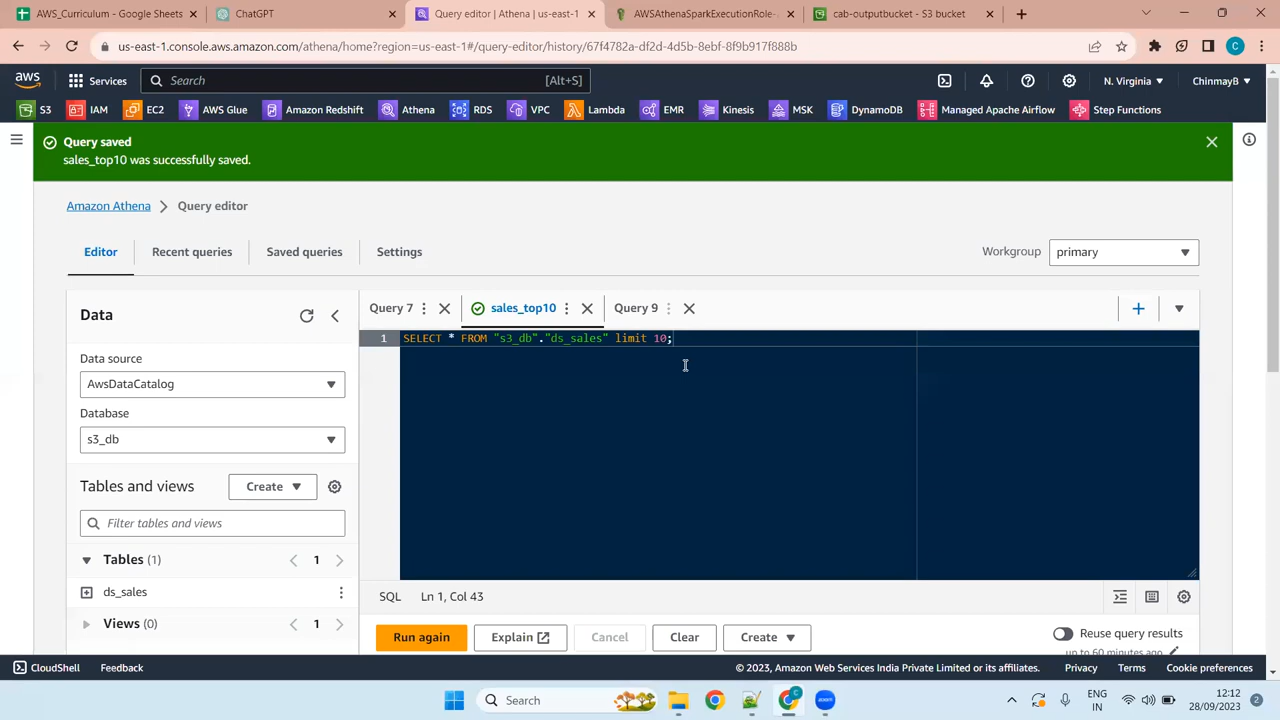 AWS_Curriculum - Google Sheets
ChatGPT
Query editor | Athena | us-east-1
AWSAthenaSparkExecutionRole-
cab-outputbucket - S3 bucket
us-east-1.console.aws.amazon.com/athena/home?region=us-east-1#/query-editor/history/67f4782a-df2d-4d5b-8ebf-8f9b917f888b
C
aws
Services
Search
[Alt+S]
N. Virginia
ChinmayB
S3
IAM
EC2
AWS Glue
Amazon Redshift
Athena
RDS
VPC
Lambda
EMR
Kinesis
MSK
DynamoDB
Managed Apache Airflow
Step Functions
Query saved
sales_top10 was successfully saved.
Amazon Athena
Query editor
Editor
Recent queries
Saved queries
Settings
Workgroup
primary
Data
Data source
AwsDataCatalog
Database
s3_db
Tables and views
Create
Filter tables and views
Tables (1)
1
ds_sales
Views (0)
1
Query 7
sales_top10
Query 9
1
SELECT * FROM "s3_db"."ds_sales" limit 10;
SQL
Ln 1, Col 43
Run again
Explain
Cancel
Clear
Create
Reuse query results
up to 60 minutes ago
CloudShell
Feedback
© 2023, Amazon Web Services India Private Limited or its affiliates.
Privacy
Terms
Cookie preferences
Search
ENG
IN
12:12
28/09/2023
2